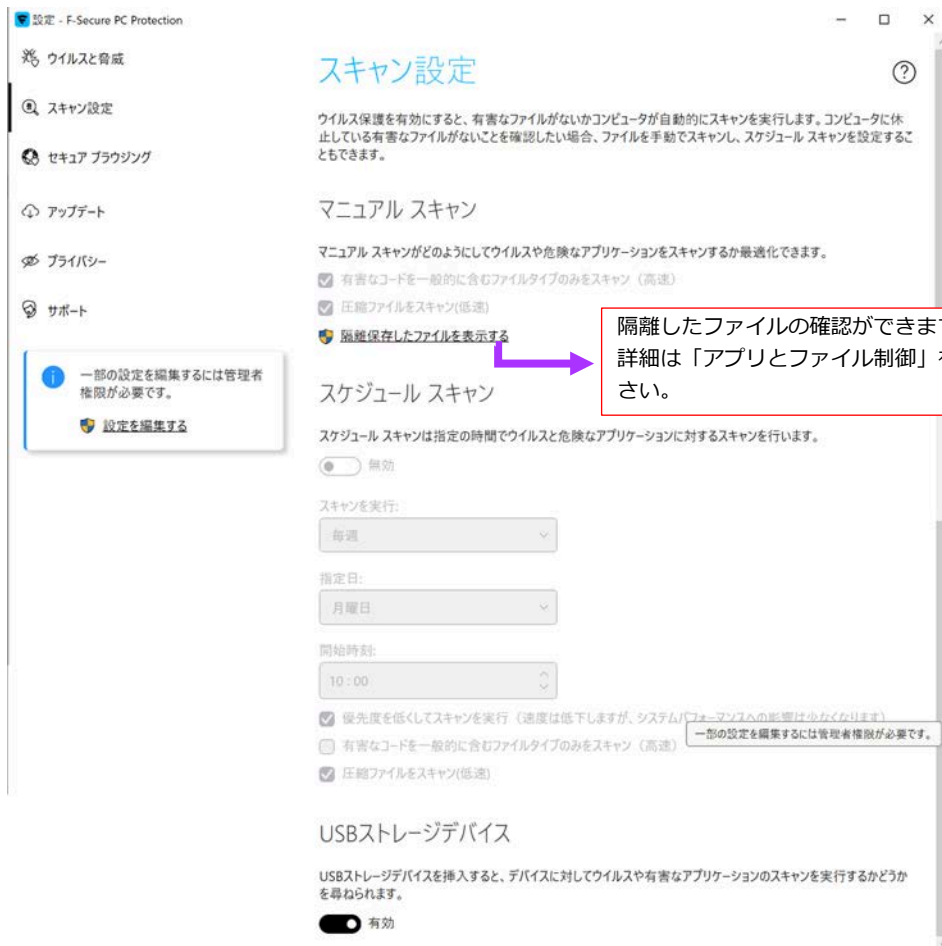 設定 - F-Secure PC Protection
ウイルスと脅威
スキャン設定
セキュア ブラウジング
アップデート
プライバシー
サポート
一部の設定を編集するには管理者
権限が必要です。
設定を編集する
スキャン設定
ウイルス保護を有効にすると、有害なファイルがないかコンピュータが自動的にスキャンを実行します。コンピュータに休
止している有害なファイルがないことを確認したい場合、ファイルを手動でスキャンし、スケジュール スキャンを設定するこ
ともできます。
マニュアル スキャン
マニュアル スキャンがどのようにしてウイルスや危険なアプリケーションをスキャンするか最適化できます。
有害なコードを一般的に含むファイルタイプのみをスキャン（高速）
圧縮ファイルをスキャン(低速)
隔離保存したファイルを表示する
隔離したファイルの確認ができま
詳細は「アプリとファイル制御」
さい。
スケジュール スキャン
スケジュール スキャンは指定の時間でウイルスと危険なアプリケーションに対するスキャンを行います。
無効
スキャンを実行:
毎週
指定日:
月曜日
開始時刻:
10 : 00
優先度を低くしてスキャンを実行（速度は低下しますが、システムパフォーマンスへの影響は少なくなります）
一部の設定を編集するには管理者権限が必要です。
有害なコードを一般的に含むファイルタイプのみをスキャン（高速）
圧縮ファイルをスキャン(低速)
USBストレージデバイス
USBストレージデバイスを挿入すると、デバイスに対してウイルスや有害なアプリケーションのスキャンを実行するかどうか
を尋ねられます。
有効